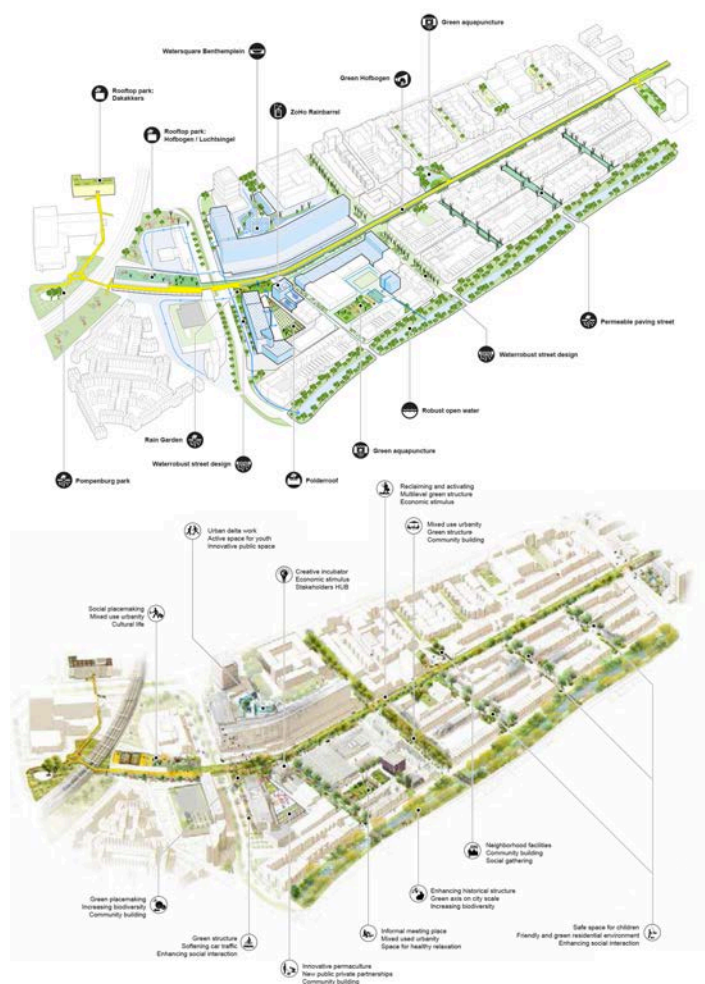 Green aquapuncture
Watersquare Benthemplein
Green Hofbogen
Rooftop park:
Dakakkers
ZoHo Rainbarrel
Rooftop park:
Hofbogen / Luchtsingel
Permeable paving street
Waterrobust street design
Robust open water
Rain Garden
Green aquapuncture
Waterrobust street design
Polderroof
Pompenburg park
Reclaiming and activating
Multilevel green structure
Economic stimulus
Urban delta work
Active space for youth
Innovative public space
Mixed use urbanity
Green structure
Community building
Creative incubator
Economic stimulus
Stakeholders HUB
Social placemaking
Mixed use urbanity
Cultural life
Neighborhood facilities
Community building
Social gathering
Green placemaking
Increasing biodiversity
Community building
Enhancing historical structure
Green axis on city scale
Increasing biodiversity
Green structure
Softening car traffic
Enhancing social interaction
Informal meeting place
Mixed used urbanity
Space for healthy relaxation
Safe space for children
Friendly and green residential environment
Enhancing social interaction
Innovative permaculture
New public private partnerships
Community building